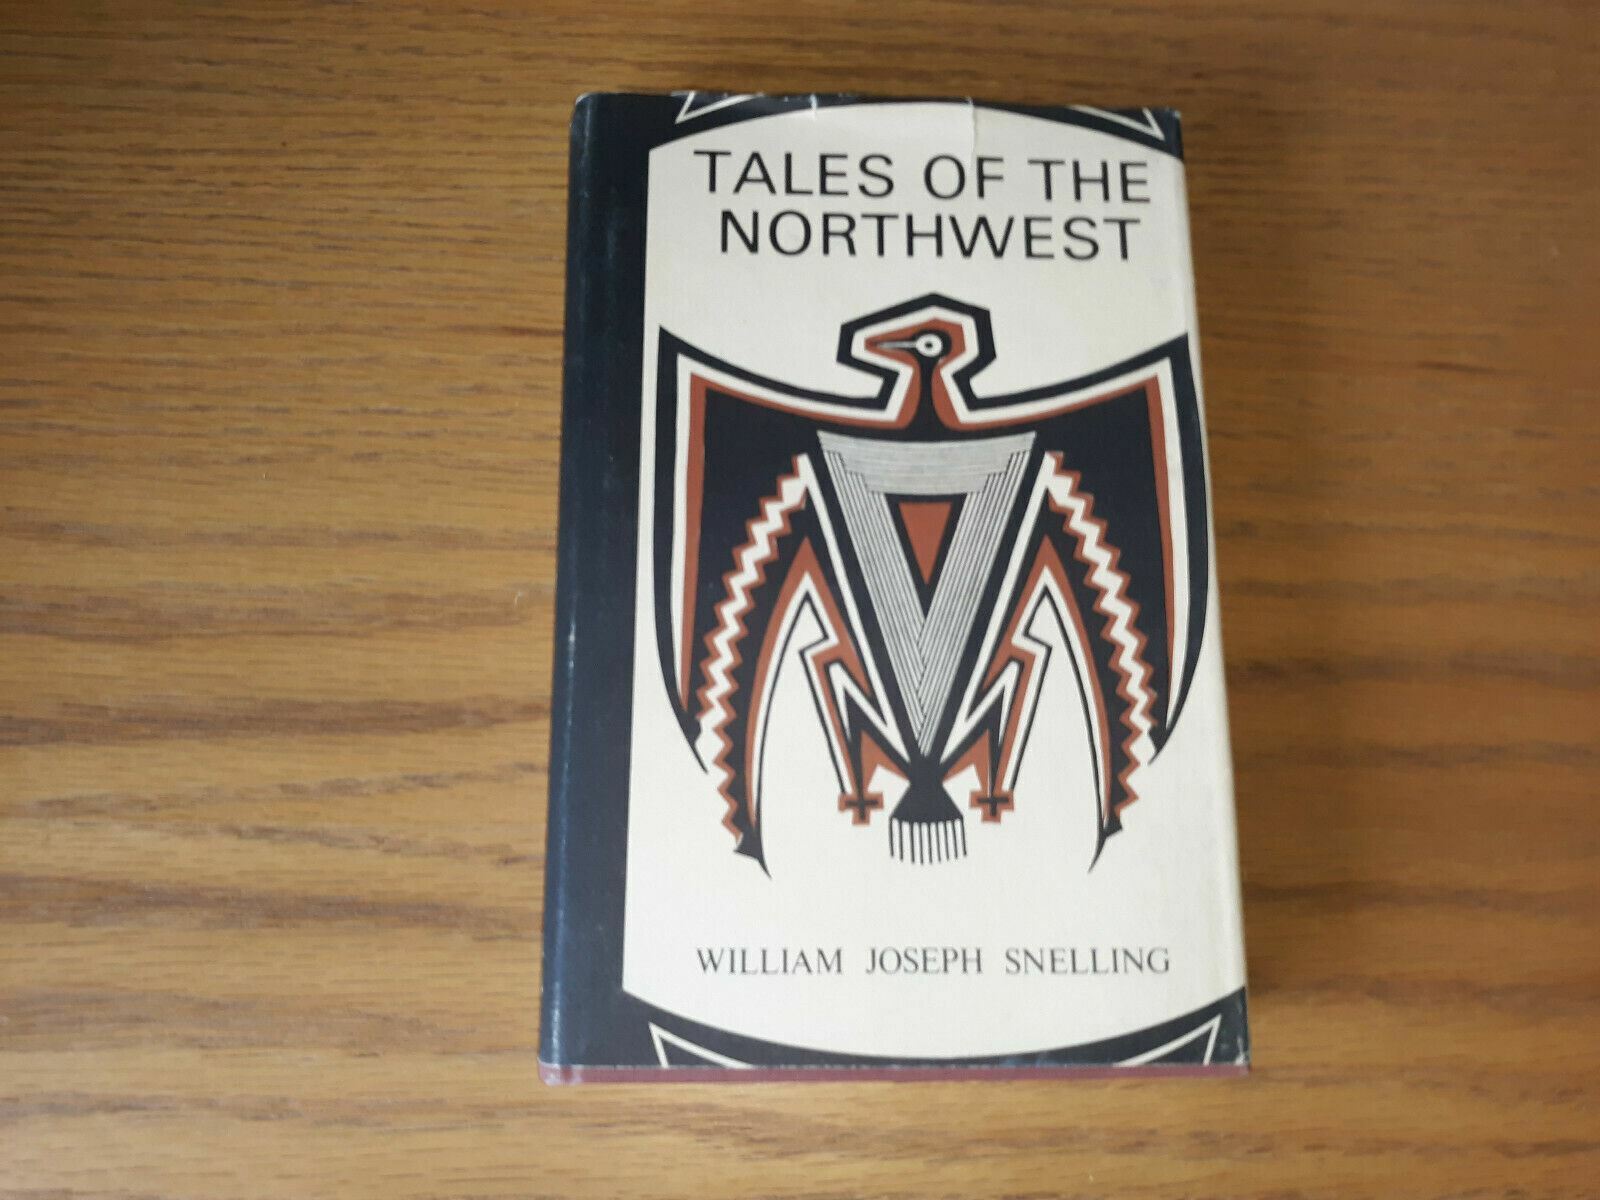 TALES OF THE
NORTHWEST
WILLIAM JOSEPH SNELLING